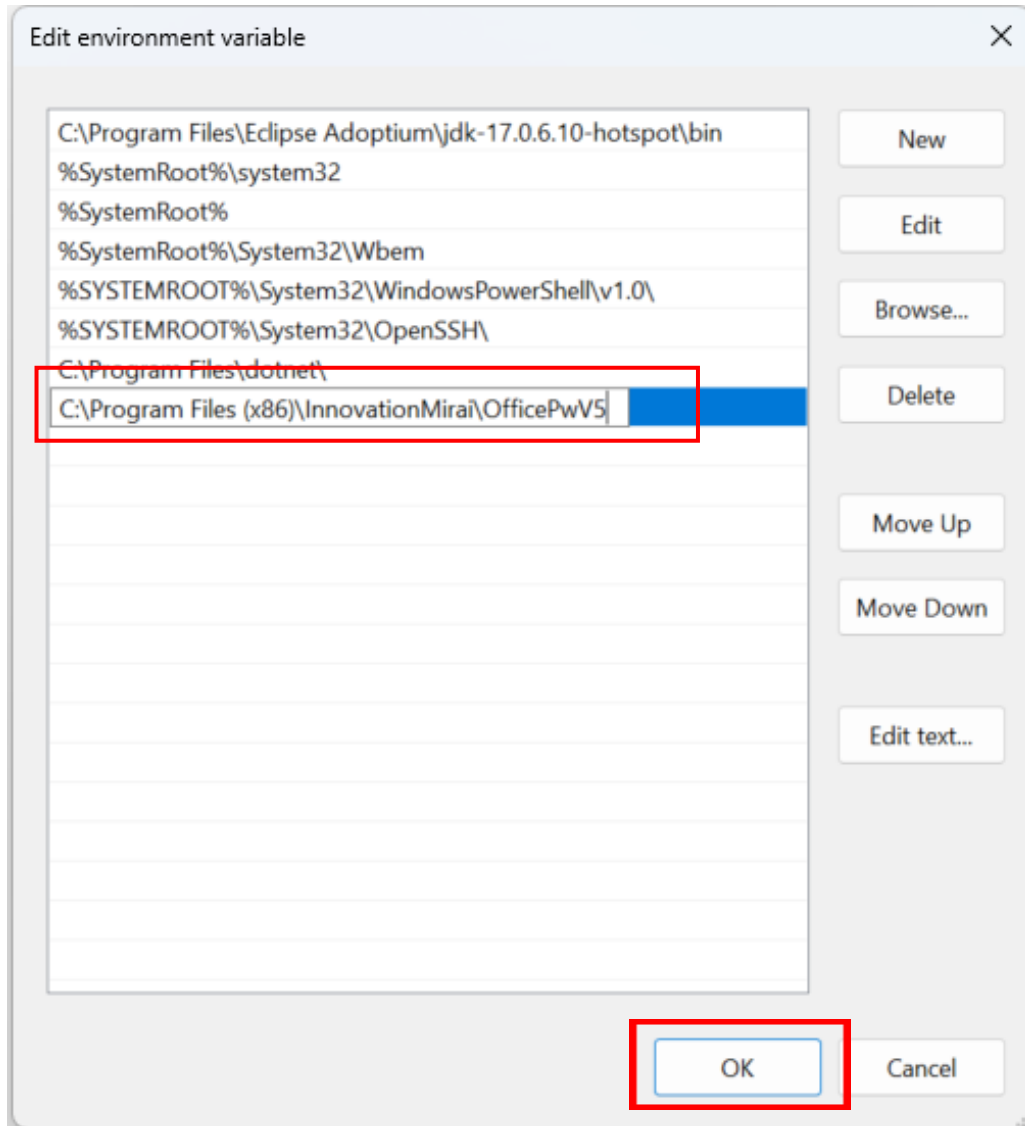 Edit environment variable
C:\Program Files\Eclipse Adoptium\jdk-17.0.6.10-hotspot\bin
%SystemRoot%\system32
%SystemRoot%
%SystemRoot%\System32\Wbem
%SYSTEMROOT%\System32\WindowsPowerShell\v1.0\
%SYSTEMROOT%\System32\OpenSSH\
C:\Program Files\dotnet\
C:\Program Files (x86)\InnovationMirai\OfficePwV5
New
Edit
Browse...
Delete
Move Up
Move Down
Edit text...
OK
Cancel